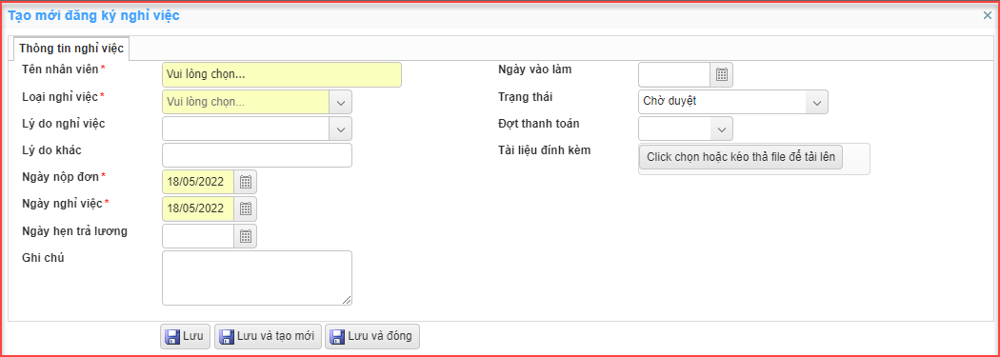 Tạo mới đăng ký nghỉ việc
Thông tin nghỉ việc
Tên nhân viên * Vui lòng chọn...
Ngày vào làm
Loại nghỉ việc * Vui lòng chọn...
Trạng thái Chờ duyệt
Lý do nghỉ việc
Đợt thanh toán
Lý do khác
Tài liệu đính kèm Click chọn hoặc kéo thả file để tải lên
Ngày nộp đơn * 18/05/2022
Ngày nghỉ việc * 18/05/2022
Ngày hẹn trả lương
Ghi chú
Lưu Lưu và tạo mới Lưu và đóng